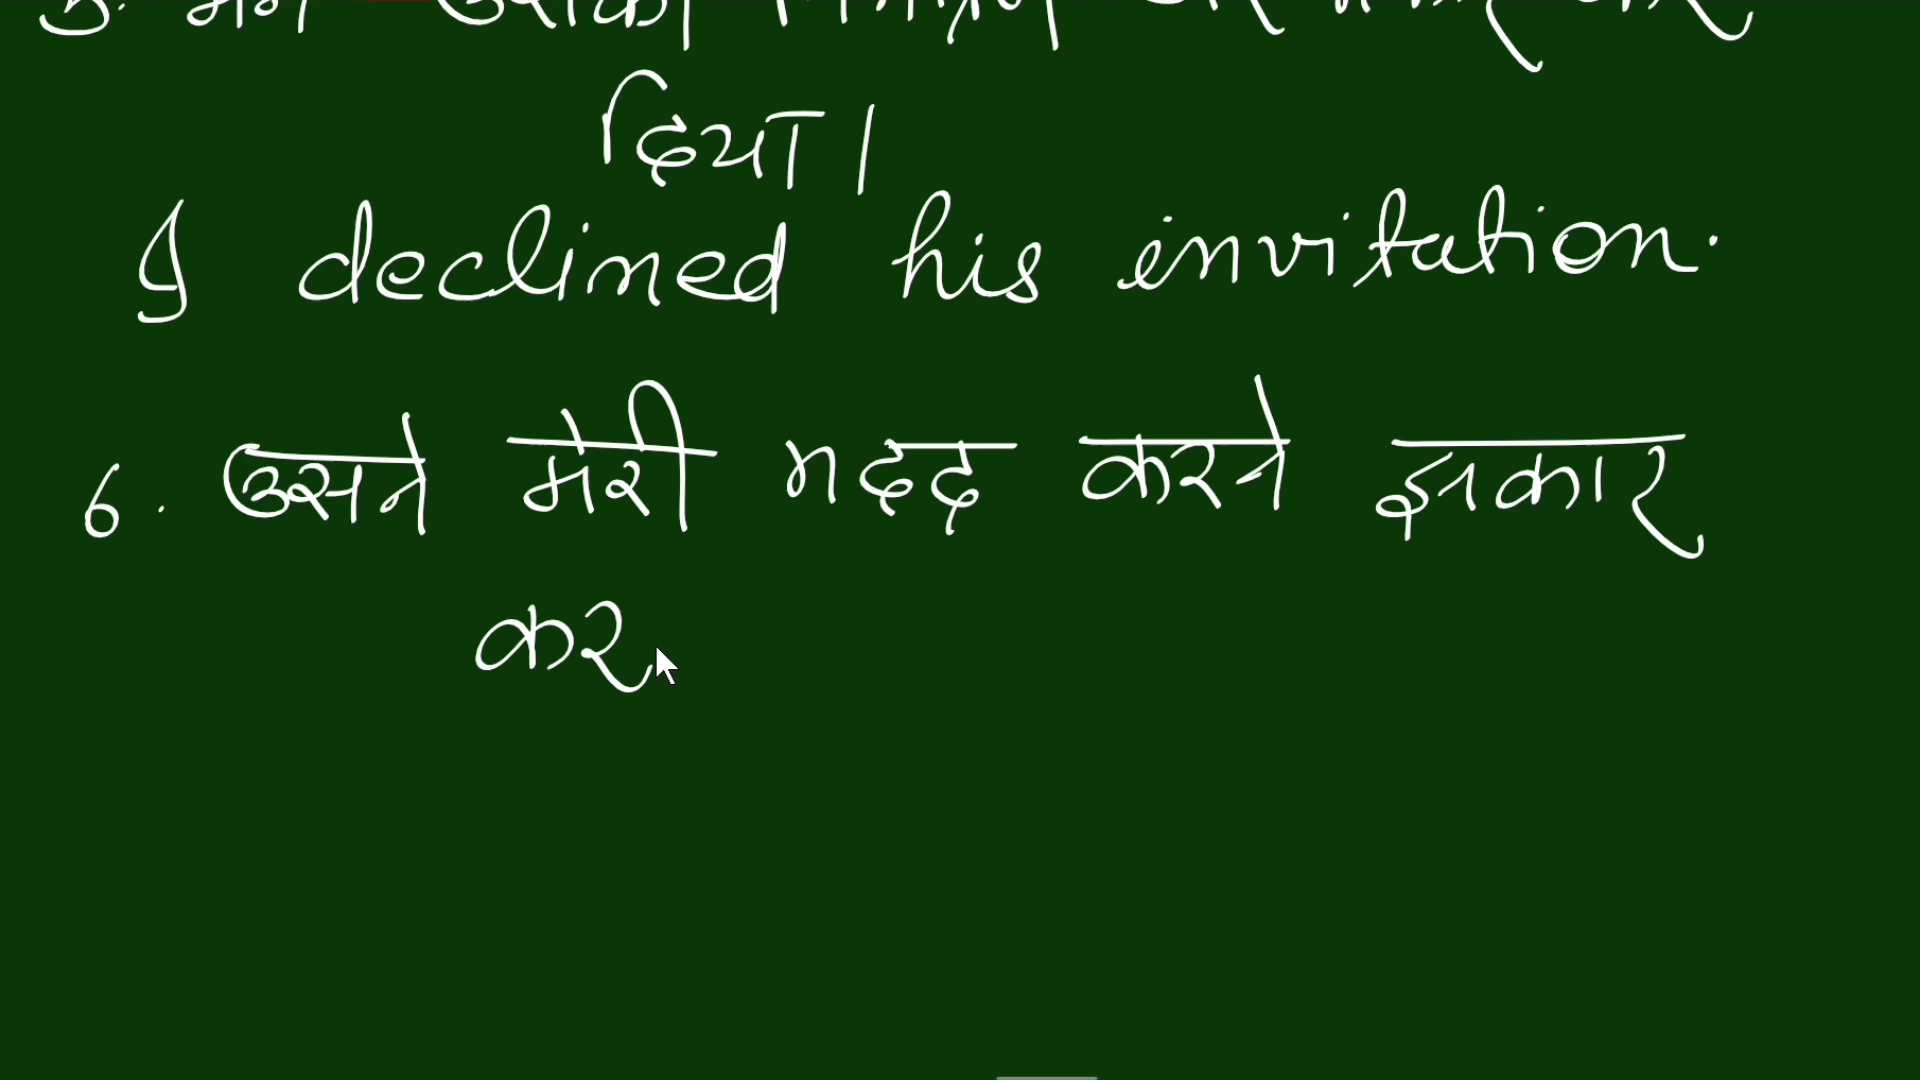 दिया।
I declined his invitation.
6. उसने मेरी मदद करने इनकार
कर